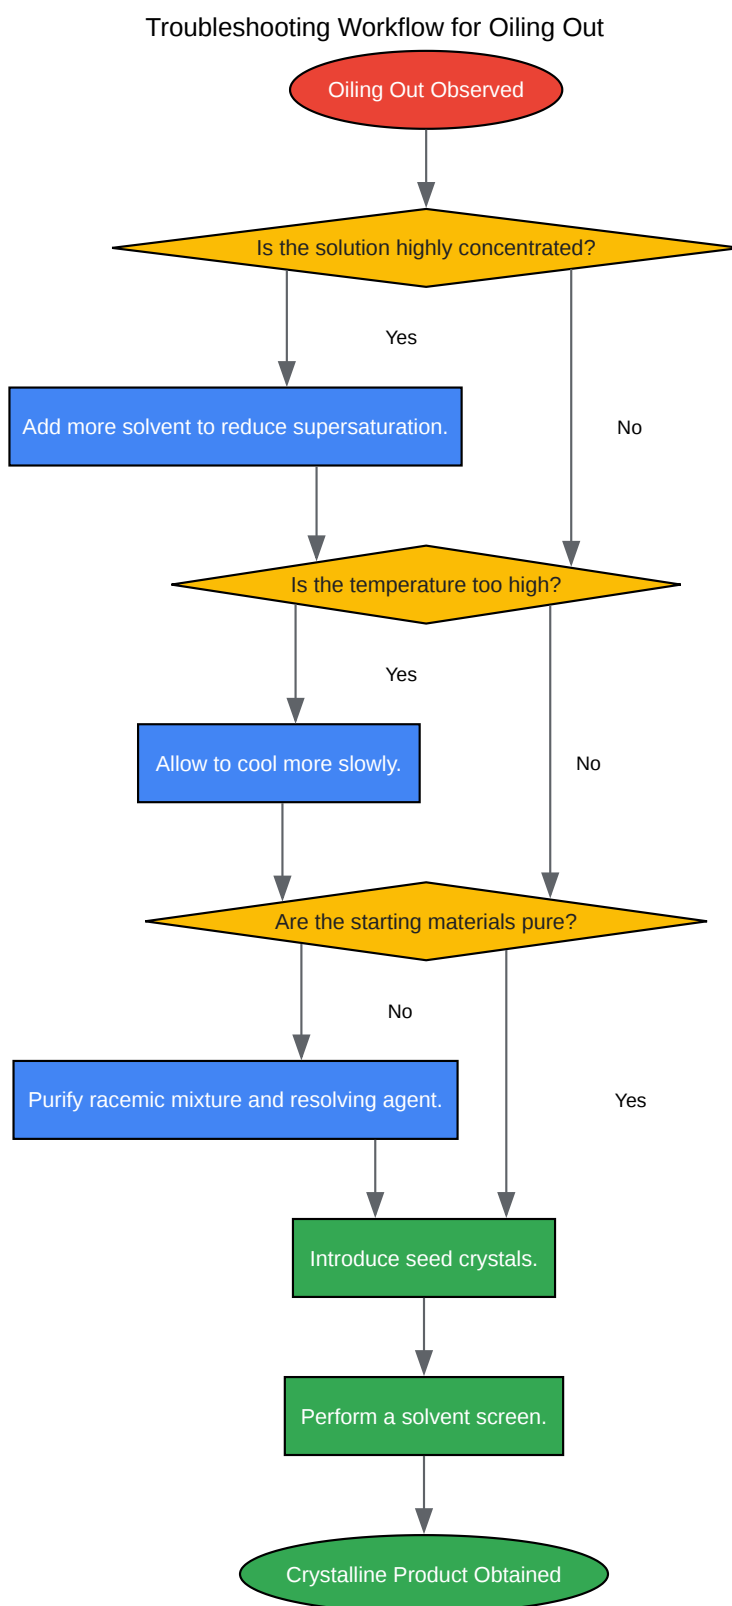 Troubleshooting Workflow for Oiling Out
Oiling Out Observed
Is the solution highly concentrated?
Yes
Add more solvent to reduce supersaturation.
No
Is the temperature too high?
Yes
Allow to cool more slowly.
No
Are the starting materials pure?
No
Purify racemic mixture and resolving agent.
Yes
Introduce seed crystals.
Perform a solvent screen.
Crystalline Product Obtained